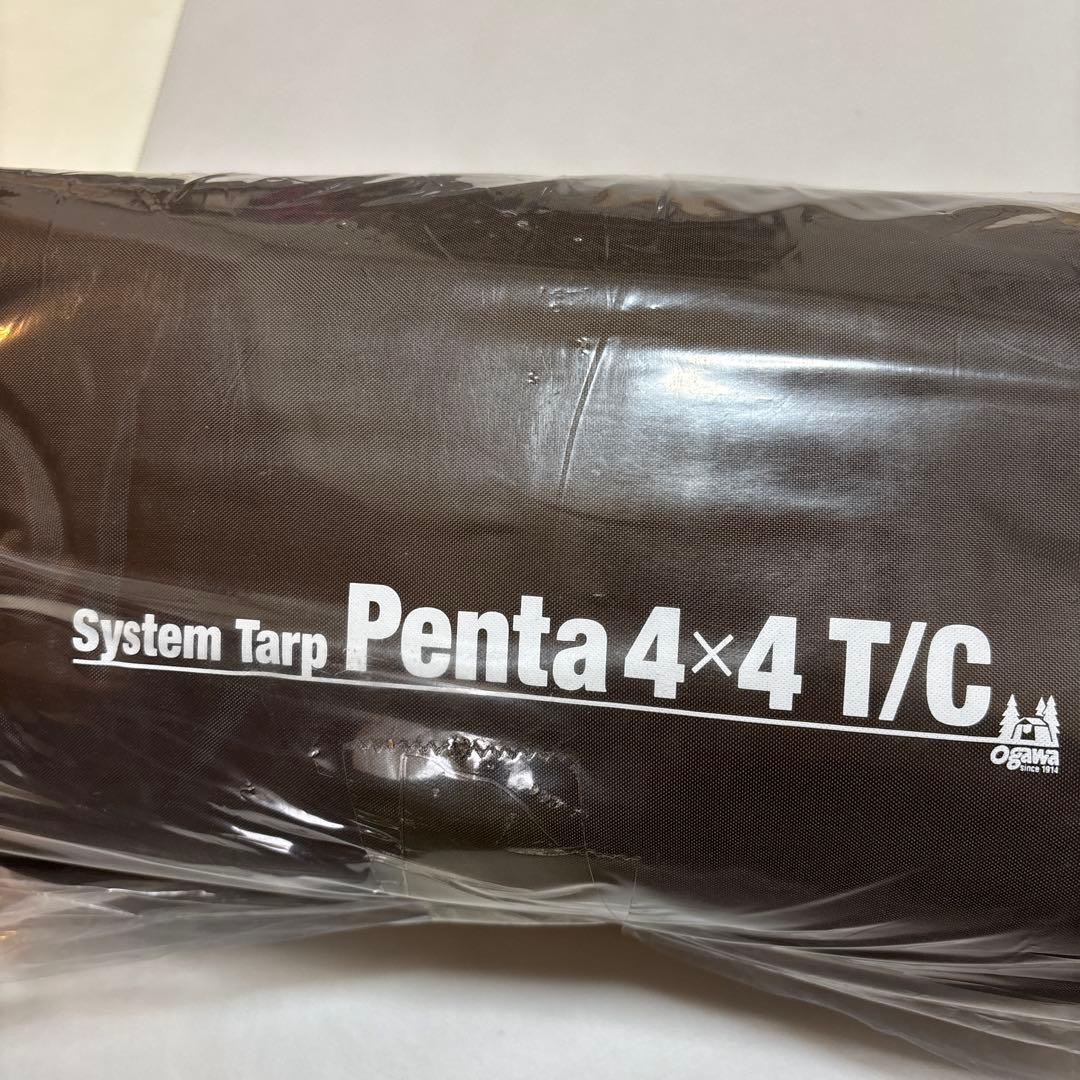 System Tarp Penta 4×4 T/C
Ogawa
since 1914